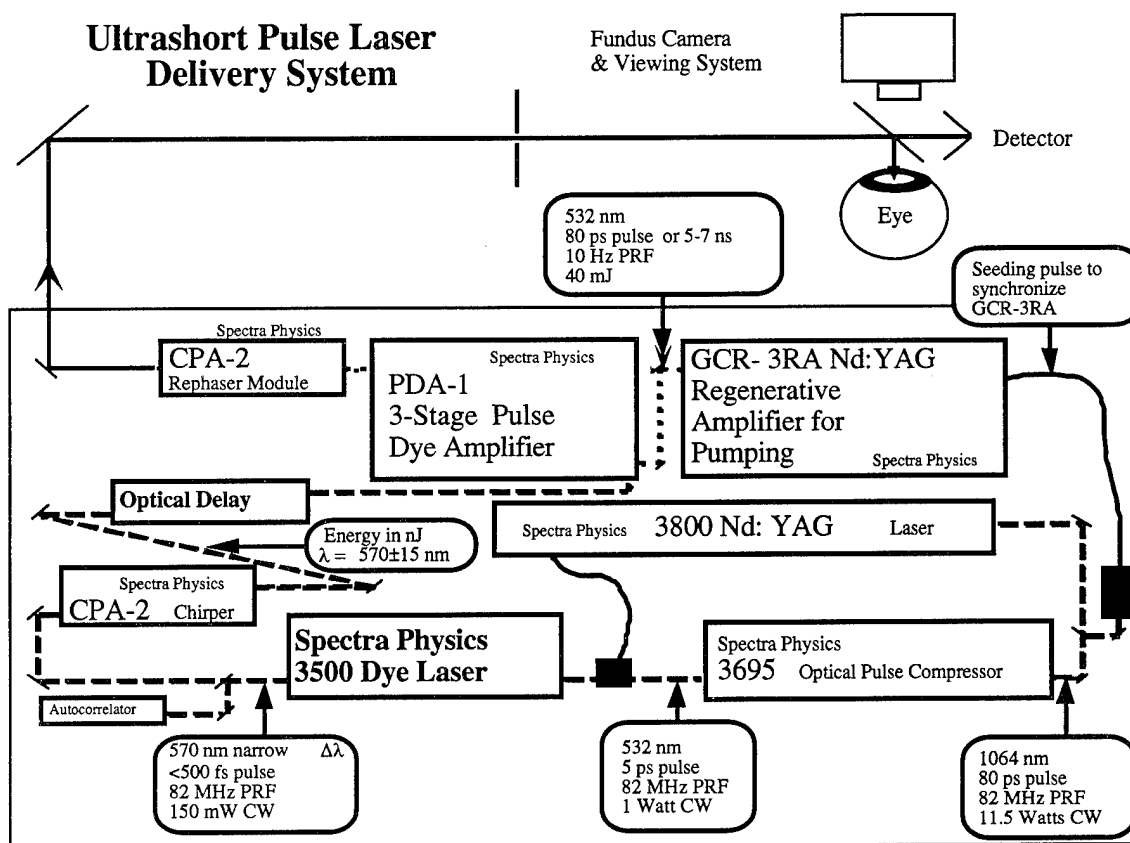 Ultrashort Pulse Laser
Delivery System
Fundus Camera
& Viewing System
Detector
Eye
532 nm
80 ps pulse or 5-7 ns
10 Hz PRF
40 mJ
Seeding pulse to
synchronize
GCR-3RA
Spectra Physics
CPA-2
Rephaser Module
Spectra Physics
PDA-1
3-Stage Pulse
Dye Amplifier
GCR- 3RA Nd:YAG
Regenerative
Amplifier for
Pumping
Spectra Physics
Optical Delay
Energy in nJ
λ = 570±15 nm
Spectra Physics 3800 Nd: YAG Laser
Spectra Physics
CPA-2 Chirper
Spectra Physics
3500 Dye Laser
Spectra Physics
3695 Optical Pulse Compressor
Autocorrelator
570 nm narrow Δλ
<500 fs pulse
82 MHz PRF
150 mW CW
532 nm
5 ps pulse
82 MHz PRF
1 Watt CW
1064 nm
80 ps pulse
82 MHz PRF
11.5 Watts CW